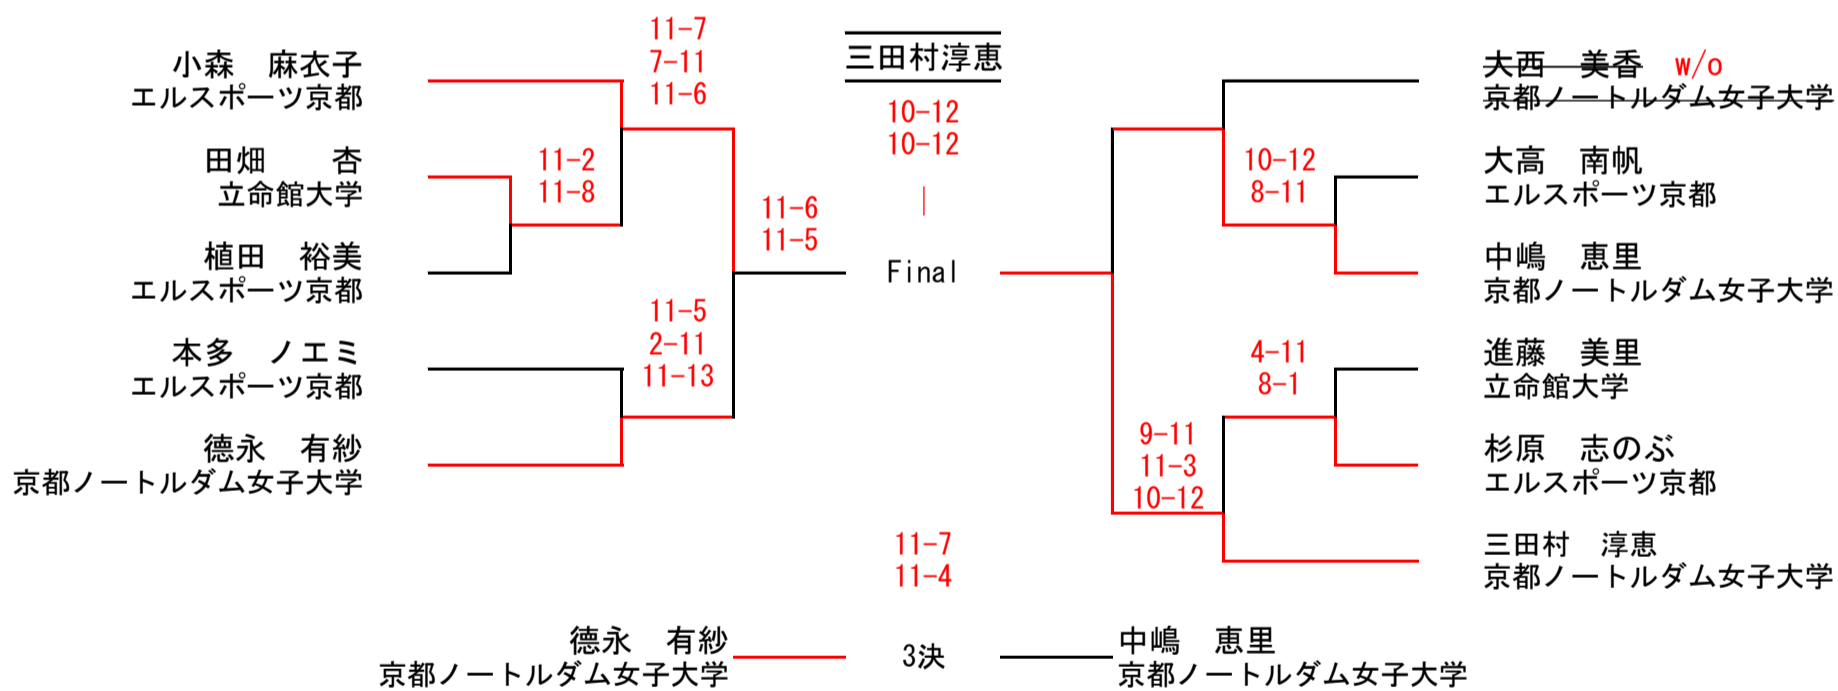 小森　麻衣子
エルスポーツ京都
田畑　　杏
立命館大学
植田　裕美
エルスポーツ京都
本多　ノエミ
エルスポーツ京都
德永　有紗
京都ノートルダム女子大学
11-7
7-11
11-6
11-2
11-8
11-5
2-11
11-13
11-6
11-5
三田村淳恵
10-12
10-12
|
Final
大西　美香　w/o
京都ノートルダム女子大学
大高　南帆
エルスポーツ京都
中嶋　恵里
京都ノートルダム女子大学
進藤　美里
立命館大学
杉原　志のぶ
エルスポーツ京都
三田村　淳恵
京都ノートルダム女子大学
10-12
8-11
4-11
8-1
9-11
11-3
10-12
11-7
11-4
德永　有紗
京都ノートルダム女子大学
3決
中嶋　恵里
京都ノートルダム女子大学